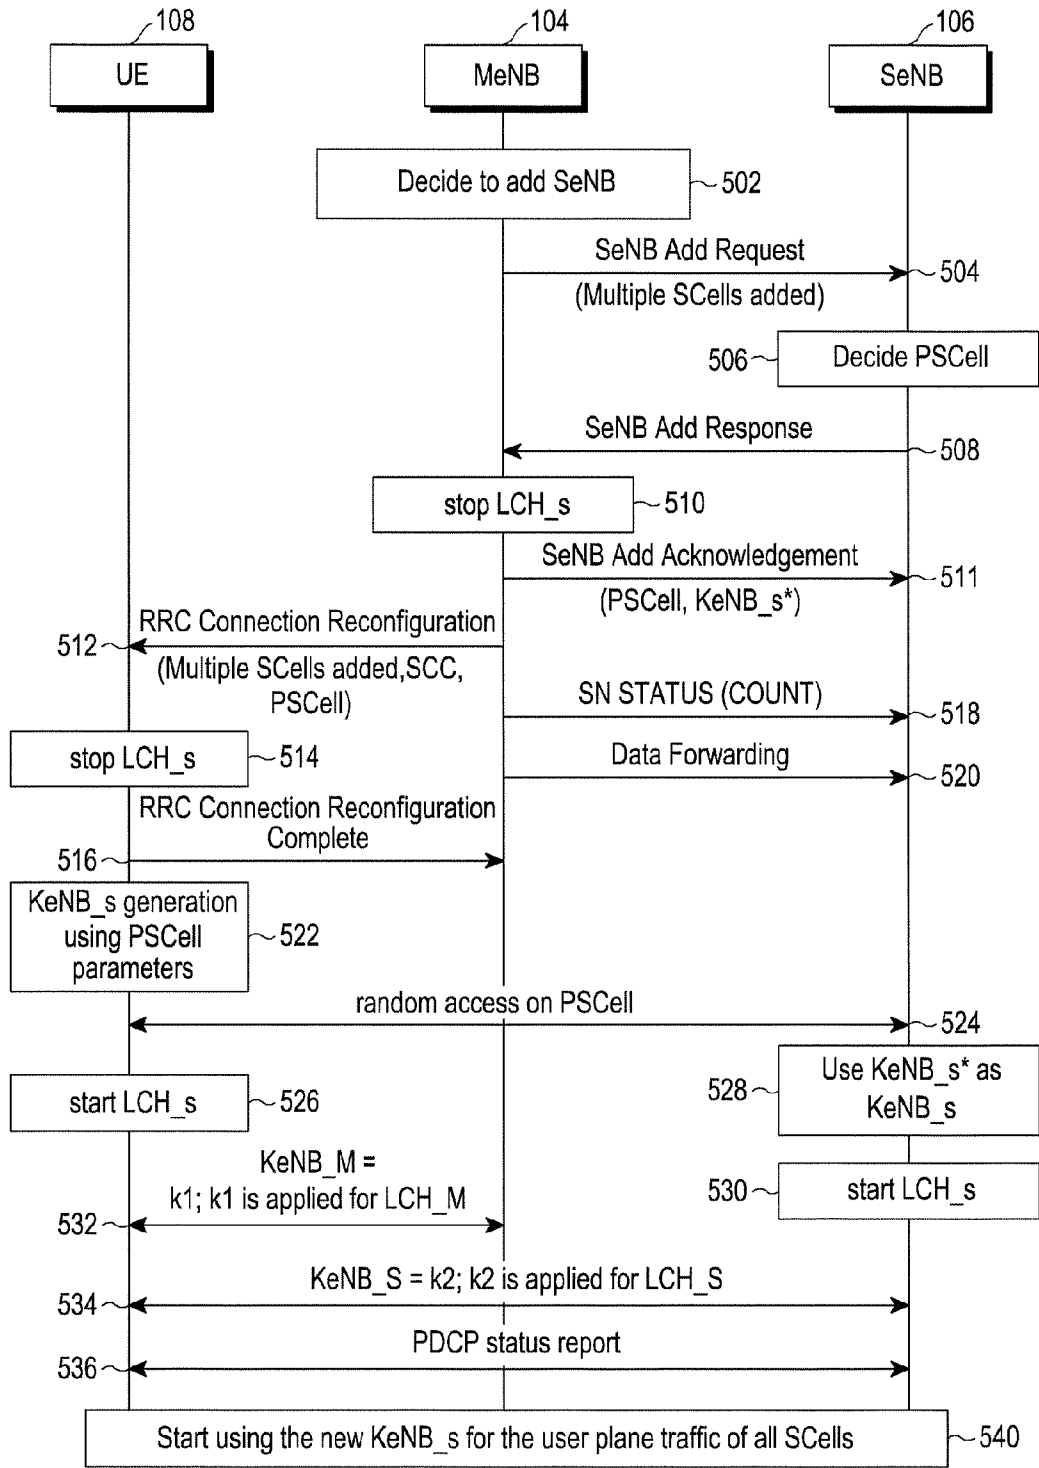 108
104
106
UE
MeNB
SeNB
Decide to add SeNB
502
SeNB Add Request
504
(Multiple SCells added)
506
Decide PSCell
SeNB Add Response
508
stop LCH_s
510
SeNB Add Acknowledgement
511
(PSCell, KeNB_s*)
RRC Connection Reconfiguration
512
(Multiple SCells added,SCC,
PSCell)
SN STATUS (COUNT)
518
stop LCH_s
514
Data Forwarding
520
RRC Connection Reconfiguration
Complete
516
KeNB_s generation
using PSCell
parameters
522
random access on PSCell
524
start LCH_s
526
528
Use KeNB_s* as
KeNB_s
KeNB_M =
k1; k1 is applied for LCH_M
532
530
start LCH_s
KeNB_S = k2; k2 is applied for LCH_S
534
PDCP status report
536
Start using the new KeNB_s for the user plane traffic of all SCells
540